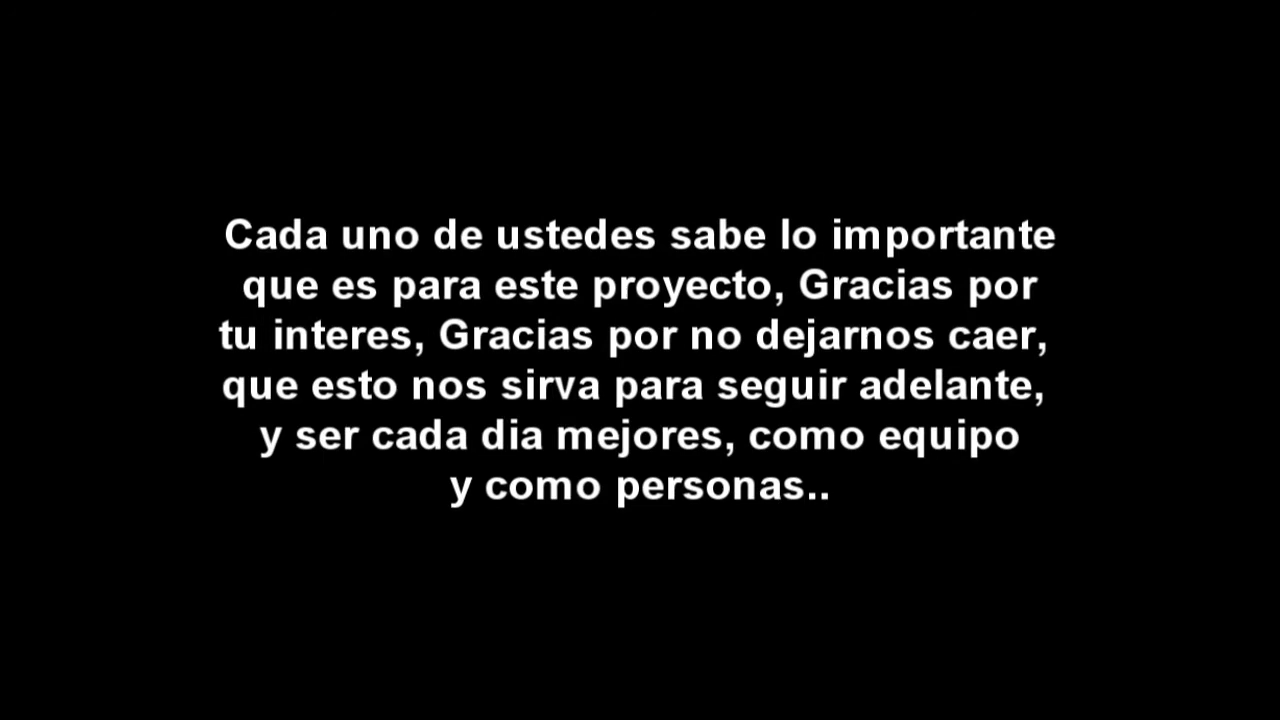 Cada uno de ustedes sabe lo importante
que es para este proyecto, Gracias por
tu interes, Gracias por no dejarnos caer,
que esto nos sirva para seguir adelante,
y ser cada dia mejores, como equipo
y como personas..